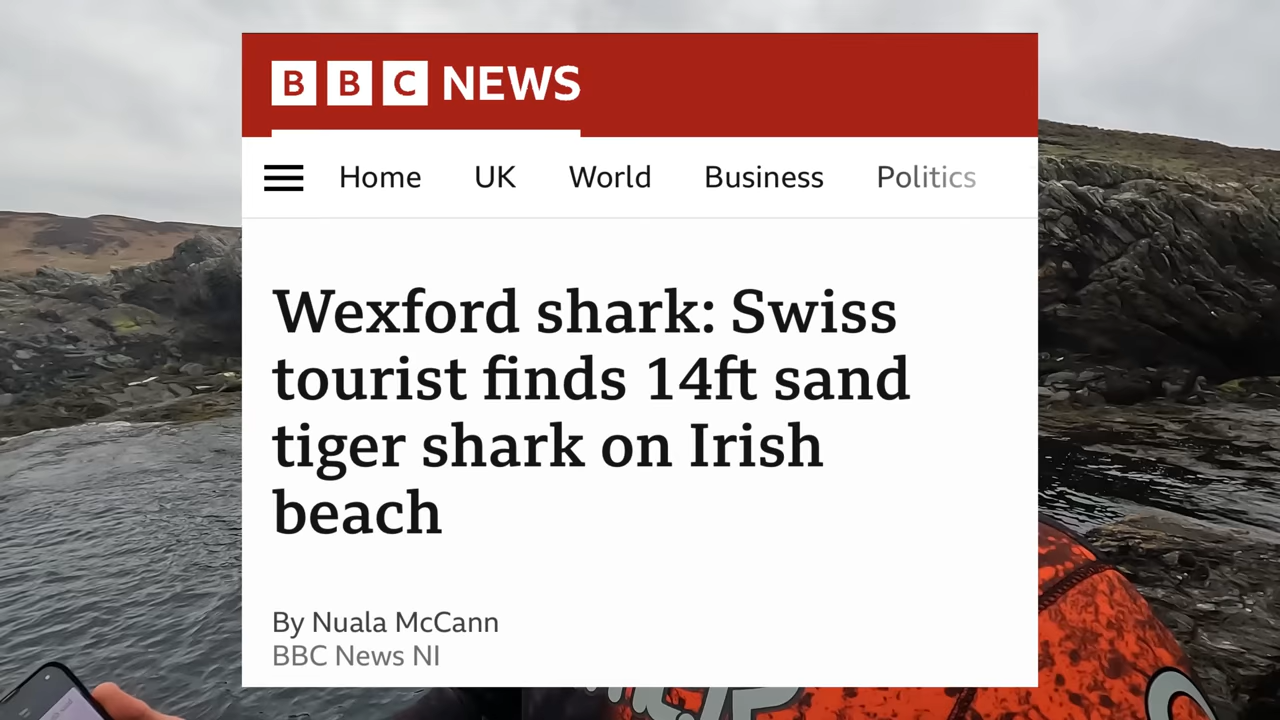 BBC NEWS
Home UK World Business Politics
Wexford shark: Swiss
tourist finds 14ft sand
tiger shark on Irish
beach
By Nuala McCann
BBC News NI